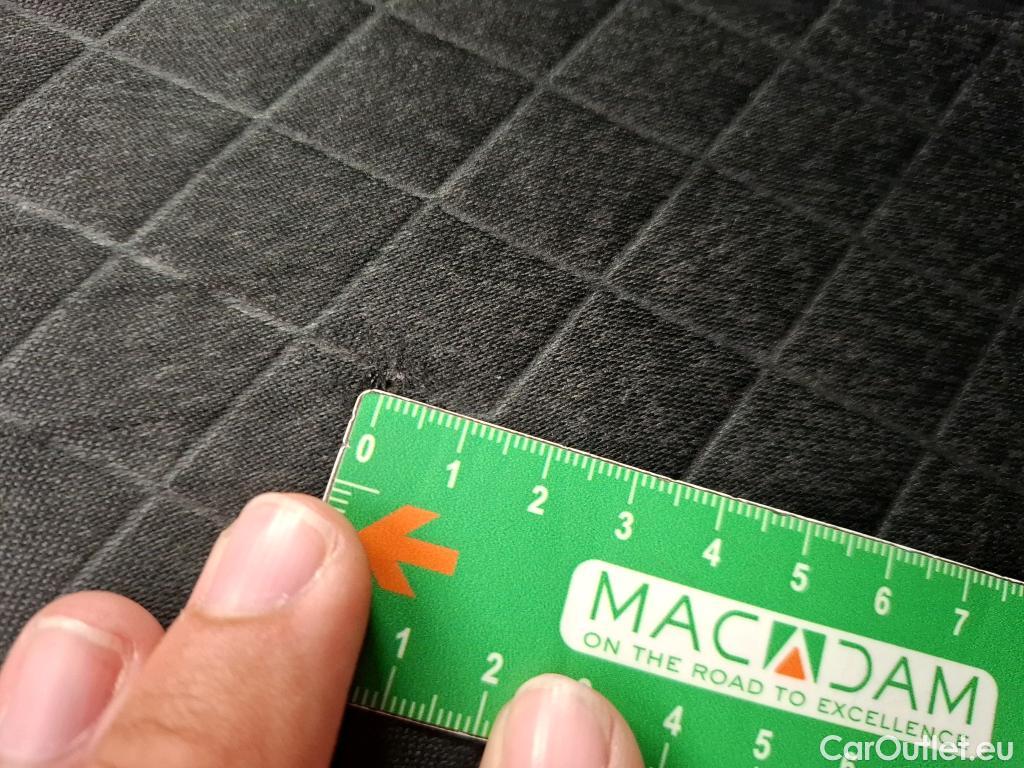 0 1 2 3 4 5 6 7
MACADAM
ON THE ROAD TO EXCELLENCE
1 2 4 5
CarOutlet.eu